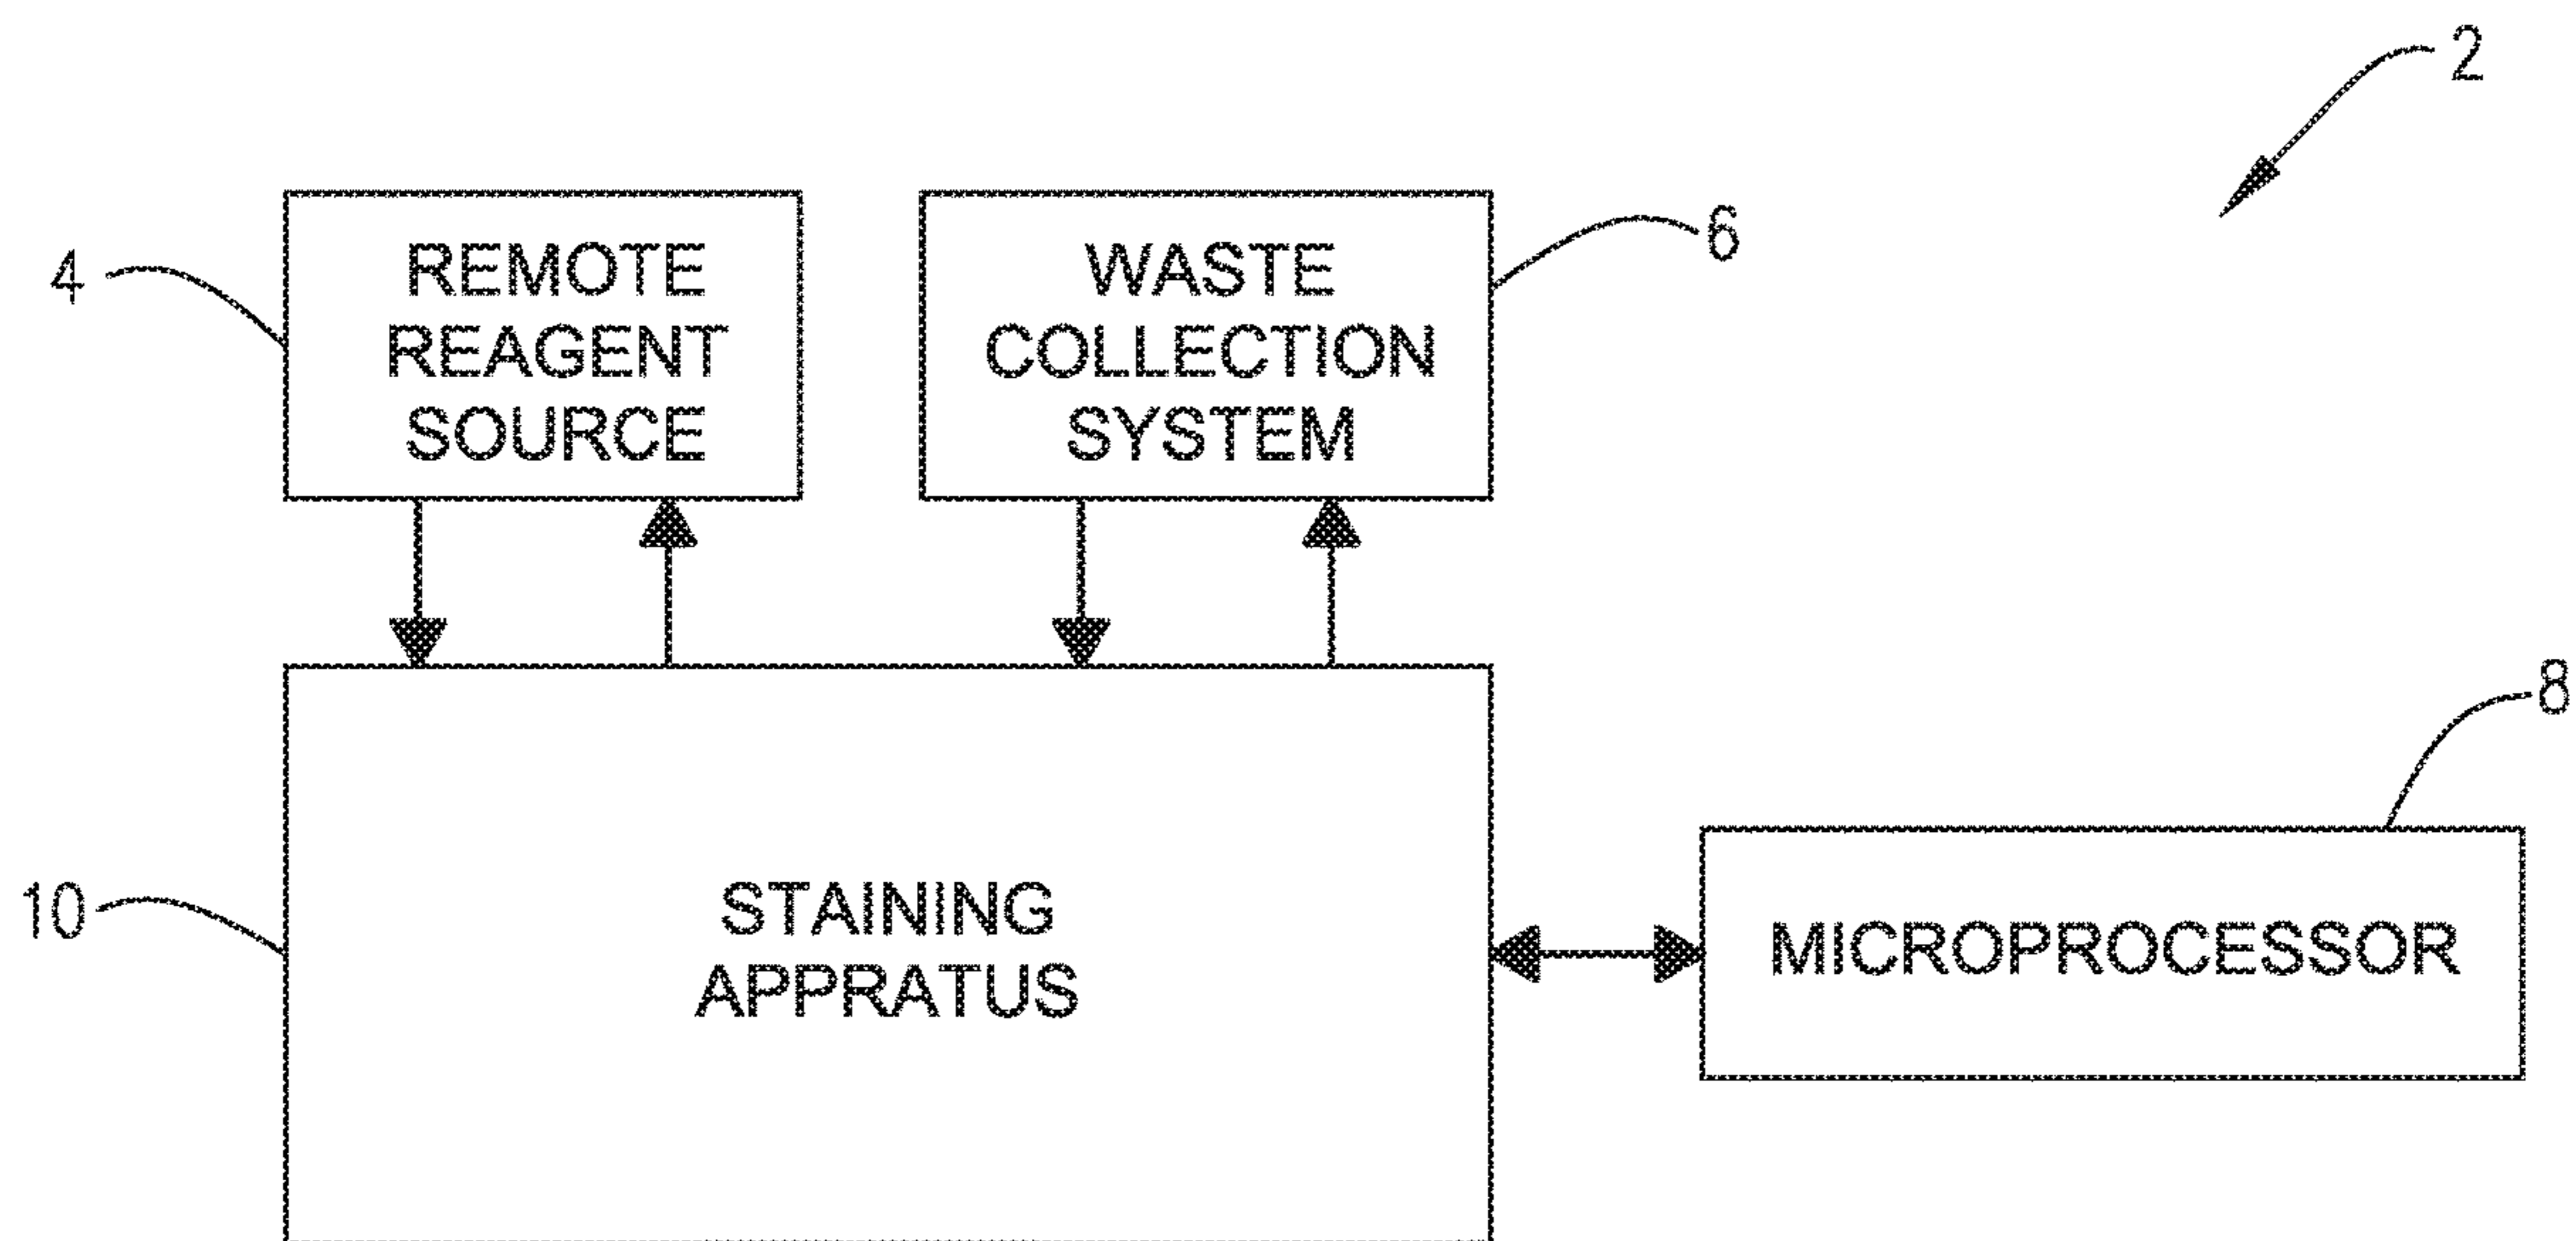 2
4
REMOTE
REAGENT
SOURCE
WASTE
COLLECTION
SYSTEM
6
8
10
STAINING
APPRATUS
MICROPROCESSOR